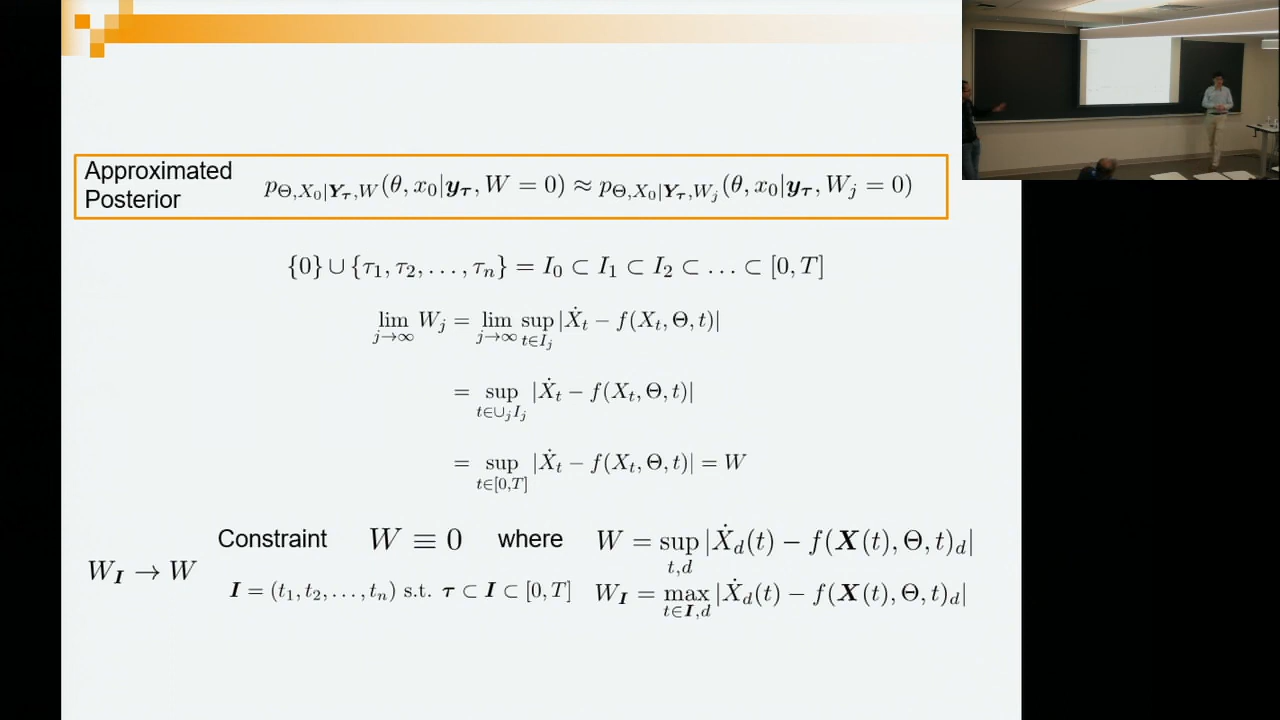 Approximated
Posterior
p_{Θ,X_0|Y_τ,W}(θ, x_0|y_τ, W = 0) ≈ p_{Θ,X_0|Y_τ,W_j}(θ, x_0|y_τ, W_j = 0)
{0} ∪ {τ_1, τ_2, . . . , τ_n} = I_0 ⊂ I_1 ⊂ I_2 ⊂ . . . ⊂ [0, T]
lim_{j→∞} W_j = lim_{j→∞} sup_{t∈I_j} |Ẋ_t − f(X_t, Θ, t)|
= sup_{t∈∪_j I_j} |Ẋ_t − f(X_t, Θ, t)|
= sup_{t∈[0,T]} |Ẋ_t − f(X_t, Θ, t)| = W
Constraint W ≡ 0 where W = sup_{t,d} |Ẋ_d(t) − f(X(t), Θ, t)_d|
W_I → W
I = (t_1, t_2, . . . , t_n) s.t. τ ⊂ I ⊂ [0, T] W_I = max_{t∈I,d} |Ẋ_d(t) − f(X(t), Θ, t)_d|